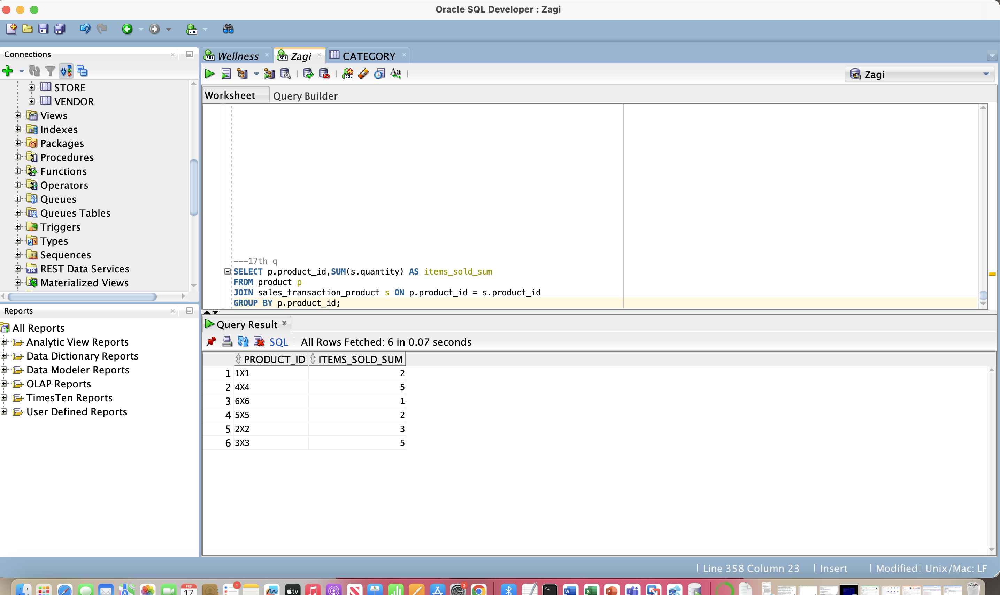 Oracle SQL Developer : Zagi
Connections
Wellness
Zagi
CATEGORY
Zagi
STORE
VENDOR
Views
Indexes
Packages
Procedures
Functions
Operators
Queues
Queues Tables
Triggers
Types
Sequences
REST Data Services
Materialized Views
Worksheet
Query Builder
---17th q
SELECT p.product_id,SUM(s.quantity) AS items_sold_sum
FROM product p
JOIN sales_transaction_product s ON p.product_id = s.product_id
GROUP BY p.product_id;
Reports
All Reports
Analytic View Reports
Data Dictionary Reports
Data Modeler Reports
OLAP Reports
TimesTen Reports
User Defined Reports
Query Result
SQL | All Rows Fetched: 6 in 0.07 seconds
PRODUCT_ID ITEMS_SOLD_SUM
1 1X1 2
2 4X4 5
3 6X6 1
4 5X5 2
5 2X2 3
6 3X3 5
Line 358 Column 23 | Insert | Modified | Unix/Mac: LF
FEB
17
1
tv
3